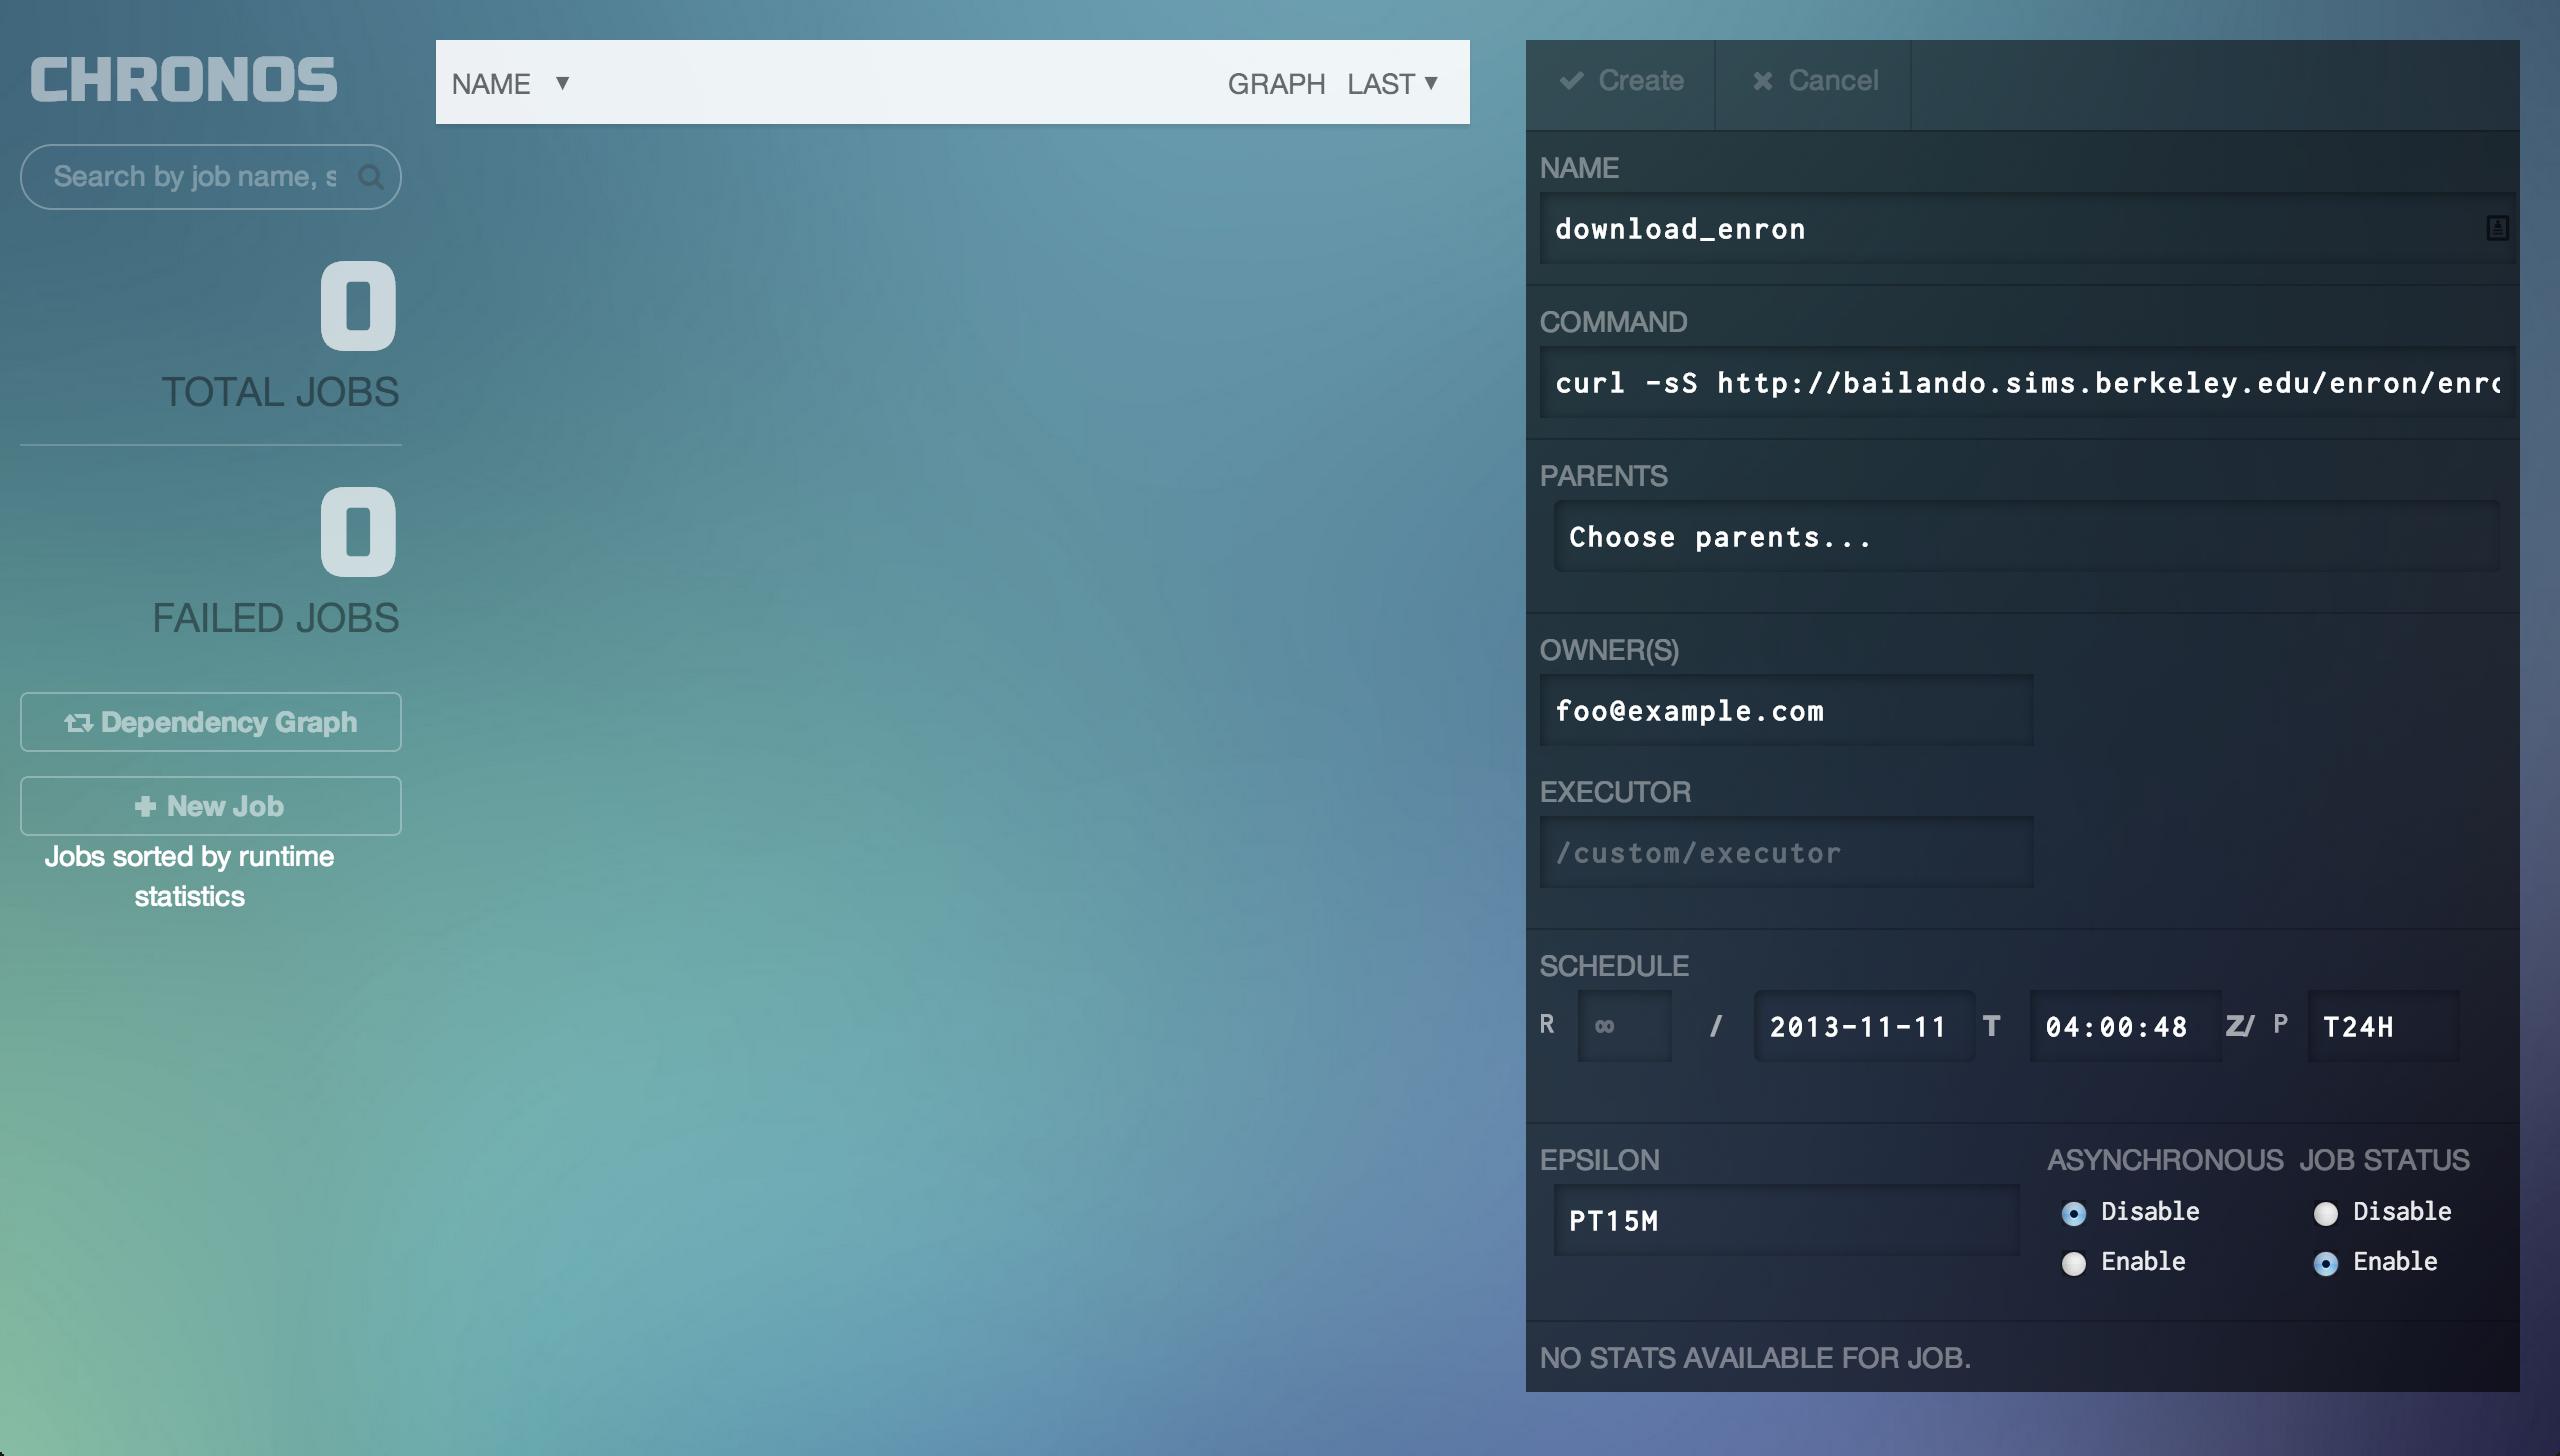 CHRONOS
Search by job name, s
0
TOTAL JOBS
0
FAILED JOBS
Dependency Graph
New Job
Jobs sorted by runtime
statistics
NAME ▼ GRAPH LAST ▼
Create Cancel
NAME
download_enron
COMMAND
curl -sS http://bailando.sims.berkeley.edu/enron/enro
PARENTS
Choose parents...
OWNER(S)
foo@example.com
EXECUTOR
/custom/executor
SCHEDULE
R ∞ / 2013-11-11 T 04:00:48 Z/ P T24H
EPSILON ASYNCHRONOUS JOB STATUS
PT15M Disable Disable
Enable Enable
NO STATS AVAILABLE FOR JOB.